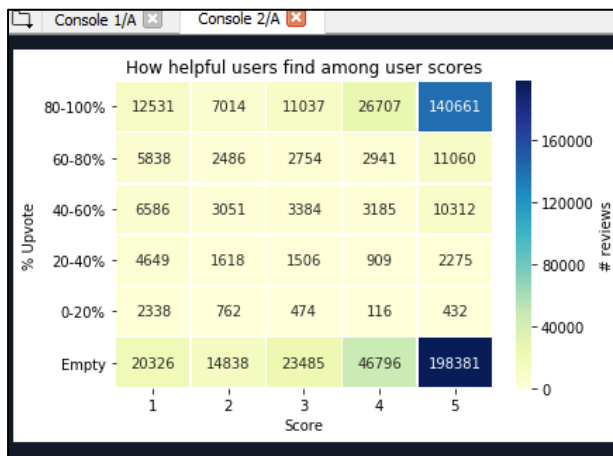 Console 1/A Console 2/A
How helpful users find among user scores
80-100% 12531 7014 11037 26707 140661
60-80% 5838 2486 2754 2941 11060
40-60% 6586 3051 3384 3185 10312
20-40% 4649 1618 1506 909 2275
0-20% 2338 762 474 116 432
Empty 20326 14838 23485 46796 198381
1 2 3 4 5
Score
% Upvote
160000
120000
80000
40000
0
# reviews